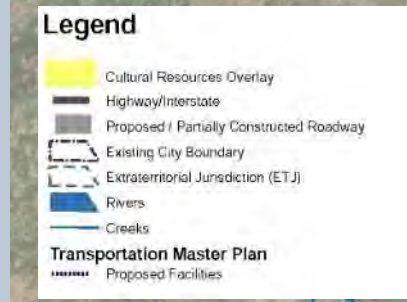 Legend
Cultural Resources Overlay
Highway/Interstate
Proposed / Partially Constructed Roadway
Existing City Boundary
Extraterritorial Jurisdiction (ETJ)
Rivers
Creeks
Transportation Master Plan
Proposed Facilities